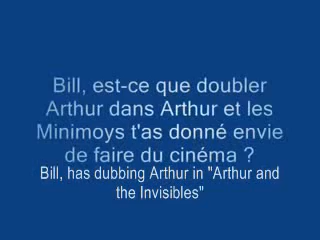 Bill, est-ce que doubler
Arthur dans Arthur et les
Minimoys t'as donné envie
de faire du cinéma ?
Bill, has dubbing Arthur in "Arthur and
the Invisibles"